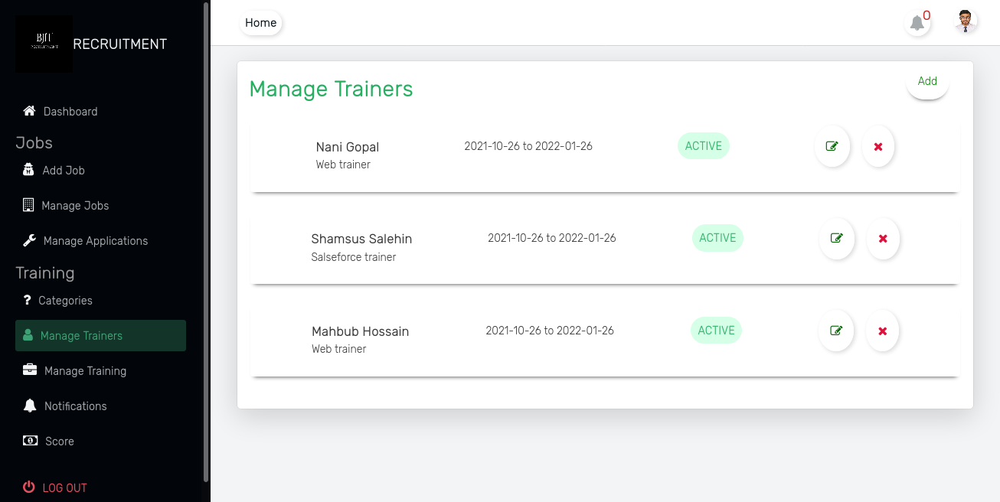 BJIT
RECRUITMENT
RECRUITMENT
Dashboard
Jobs
Add Job
Manage Jobs
Manage Applications
Training
? Categories
Manage Trainers
Manage Training
Notifications
Score
LOG OUT
Home
0
Manage Trainers
Add
Nani Gopal 2021-10-26 to 2022-01-26 ACTIVE
Web trainer
Shamsus Salehin 2021-10-26 to 2022-01-26 ACTIVE
Salseforce trainer
Mahbub Hossain 2021-10-26 to 2022-01-26 ACTIVE
Web trainer